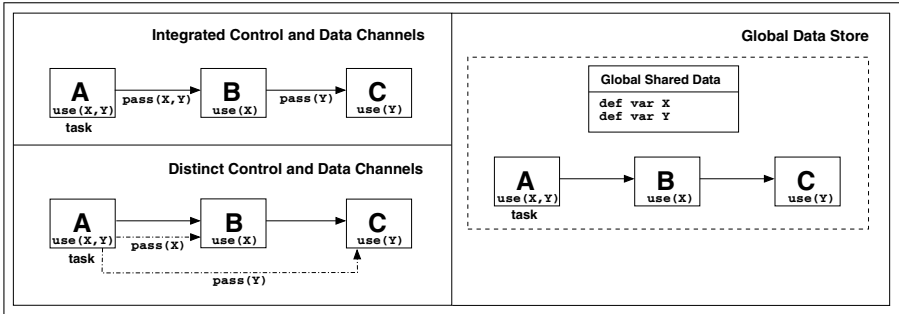 Integrated Control and Data Channels
A
B
C
use(X,Y)
pass(X,Y)
use(X)
pass(Y)
use(Y)
task
Distinct Control and Data Channels
A
B
C
use(X,Y)
pass(X)
use(X)
use(Y)
task
pass(Y)
Global Data Store
Global Shared Data
def var X
def var Y
A
B
C
use(X,Y)
use(X)
use(Y)
task